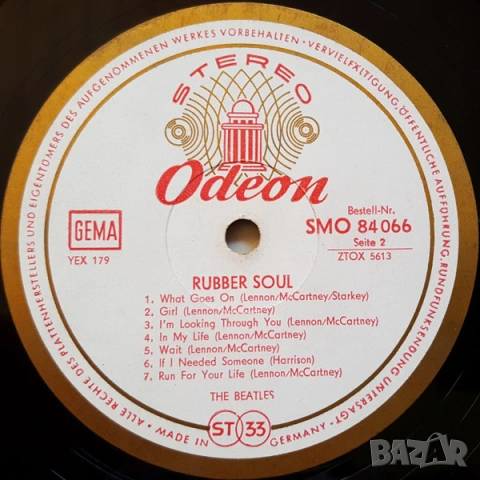 ALLE RECHTE DES PLATTENHERSTELLERS UND EIGENTÜMERS DES AUFGENOMMENEN WERKES VORBEHALTEN · VERVIELFÄLTIGUNG, ÖFFENTLICHE AUFFÜHRUNG, RUNDFUNKSENDUNG UNTERSAGT ·
STEREO
Odeon
GEMA
YEX 179
Bestell-Nr.
SMO 84 066
Seite 2
ZTOX 5613
RUBBER SOUL
1. What Goes On (Lennon/McCartney/Starkey)
2. Girl (Lennon/McCartney)
3. I'm Looking Through You (Lennon/McCartney)
4. In My Life (Lennon/McCartney)
5. Wait (Lennon/McCartney)
6. If I Needed Someone (Harrison)
7. Run For Your Life (Lennon/McCartney)
THE BEATLES
MADE IN GERMANY
ST 33
BAZAR